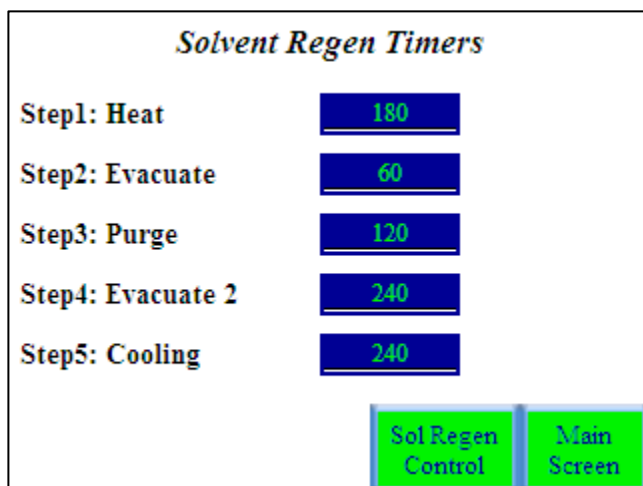 Solvent Regen Timers
Step1: Heat 180
Step2: Evacuate 60
Step3: Purge 120
Step4: Evacuate 2 240
Step5: Cooling 240
Sol Regen
Control
Main
Screen